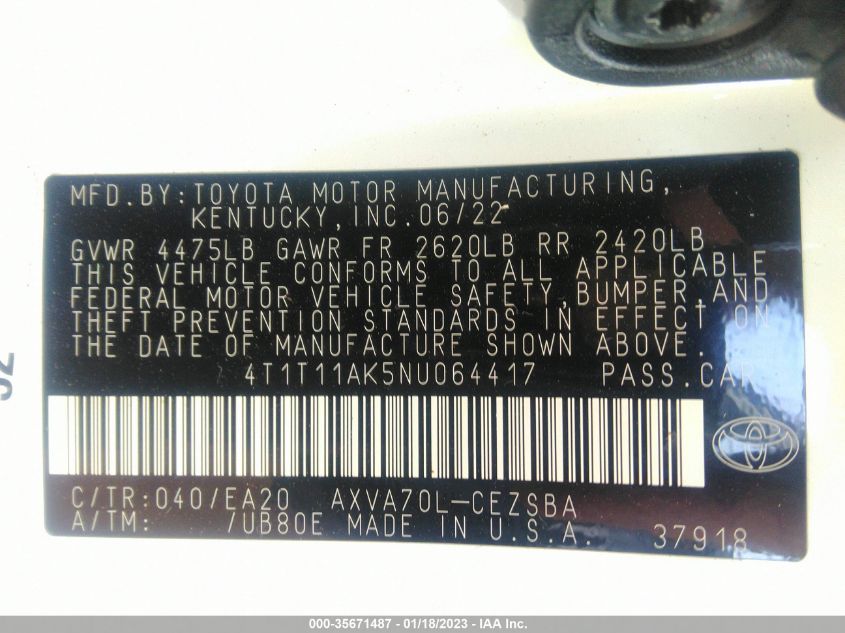 MFD.BY:TOYOTA MOTOR MANUFACTURING,
KENTUCKY,INC.06/22
GVWR 4475LB GAWR FR 2620LB RR 2420LB
THIS VEHICLE CONFORMS TO ALL APPLICABLE
FEDERAL MOTOR VEHICLE SAFETY,BUMPER,AND
THEFT PREVENTION STANDARDS IN EFFECT ON
THE DATE OF MANUFACTURE SHOWN ABOVE.
4T1T11AK5NU064417 PASS.CAR
C/TR:040/EA20 AXVA70L-CEZSBA
A/TM: /UB80E MADE IN U.S.A. 37918
000-35671487 - 01/18/2023 - IAA Inc.